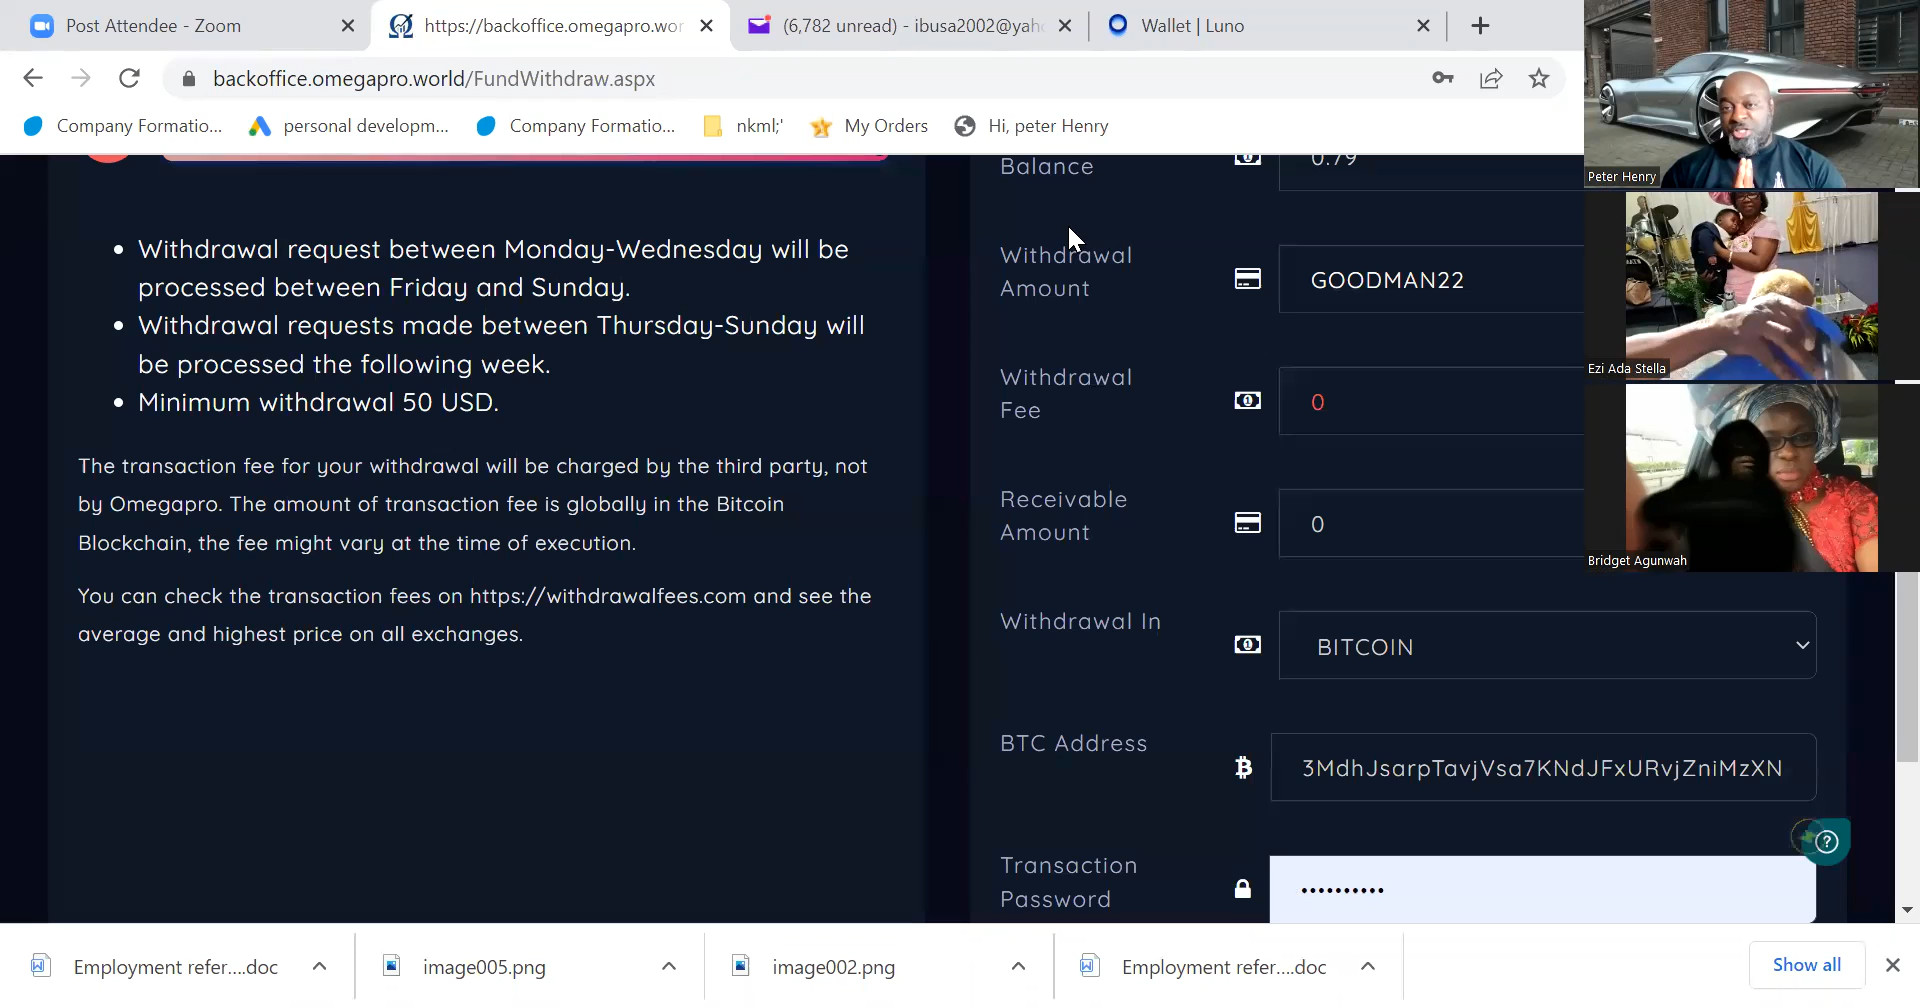 Post Attendee - Zoom
https://backoffice.omegapro.wor
(6,782 unread) - ibusa2002@yaho
Wallet | Luno
backoffice.omegapro.world/FundWithdraw.aspx
Company Formatio...
personal developm...
Company Formatio...
nkml;'
My Orders
Hi, peter Henry
Withdrawal request between Monday-Wednesday will be
processed between Friday and Sunday.
Withdrawal requests made between Thursday-Sunday will
be processed the following week.
Minimum withdrawal 50 USD.
The transaction fee for your withdrawal will be charged by the third party, not
by Omegapro. The amount of transaction fee is globally in the Bitcoin
Blockchain, the fee might vary at the time of execution.
You can check the transaction fees on https://withdrawalfees.com and see the
average and highest price on all exchanges.
Balance
0.79
Withdrawal
Amount
GOODMAN22
Withdrawal
Fee
0
Receivable
Amount
0
Withdrawal In
BITCOIN
BTC Address
3MdhJsarpTavjVsa7KNdJFxURvjZniMzXN
Transaction
Password
Peter Henry
Ezi Ada Stella
Bridget Agunwah
Employment refer....doc
image005.png
image002.png
Employment refer....doc
Show all